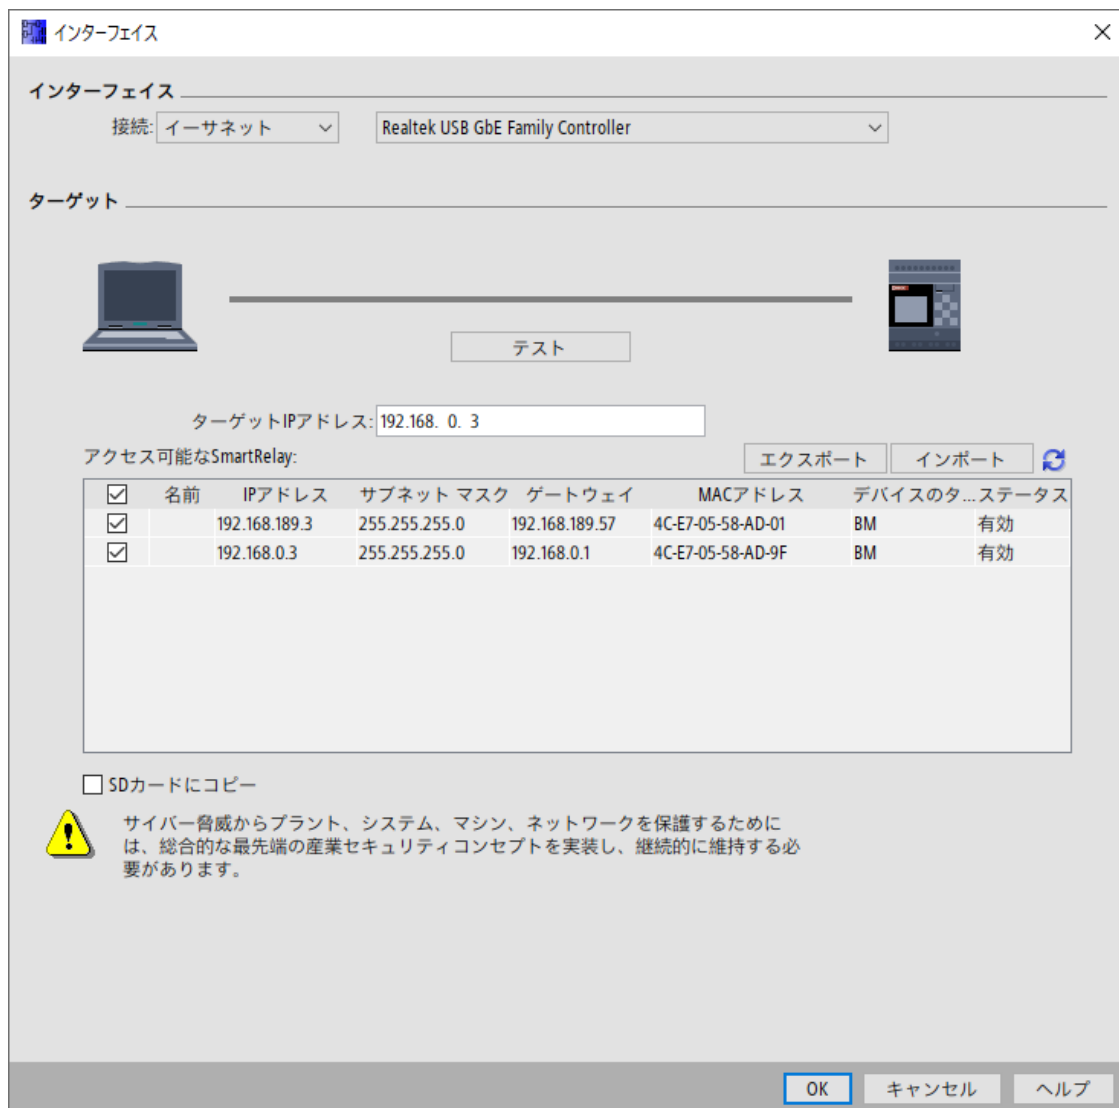 インターフェイス
インターフェイス
接続: イーサネット Realtek USB GbE Family Controller
ターゲット
テスト
ターゲットIPアドレス: 192.168. 0. 3
アクセス可能なSmartRelay: エクスポート インポート
名前 IPアドレス サブネット マスク ゲートウェイ MACアドレス デバイスのタ...ステータス
192.168.189.3 255.255.255.0 192.168.189.57 4C-E7-05-58-AD-01 BM 有効
192.168.0.3 255.255.255.0 192.168.0.1 4C-E7-05-58-AD-9F BM 有効
SDカードにコピー
サイバー脅威からプラント、システム、マシン、ネットワークを保護するために
は、総合的な最先端の産業セキュリティコンセプトを実装し、継続的に維持する必
要があります。
OK キャンセル ヘルプ